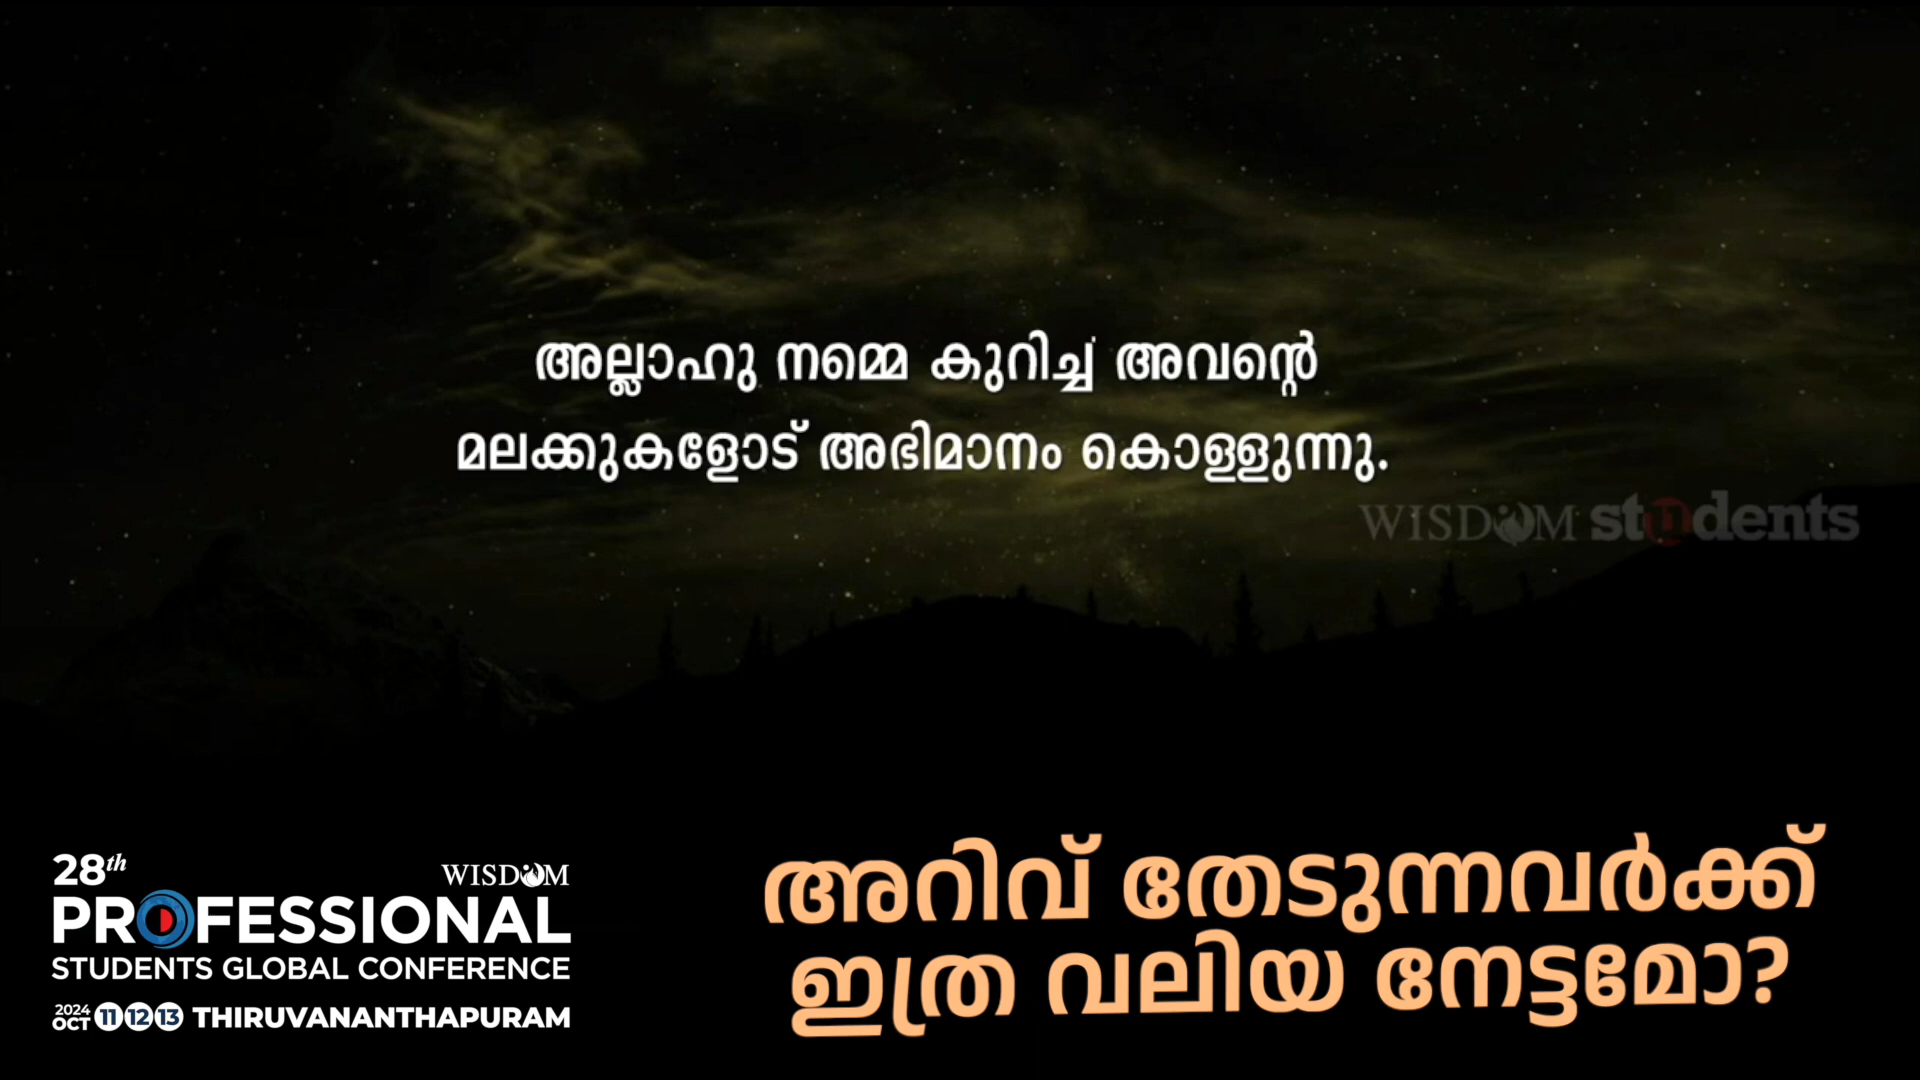 അല്ലാഹു നമ്മെ കുറിച്ച് അവന്റെ
മലക്കുകളോട് അഭിമാനം കൊള്ളുന്നു.
WISDOM students
28th
WISDOM
PROFESSIONAL
STUDENTS GLOBAL CONFERENCE
2024
OCT 11 12 13 THIRUVANANTHAPURAM
അറിവ് തേടുന്നവർക്ക്
ഇത്ര വലിയ നേട്ടമോ?